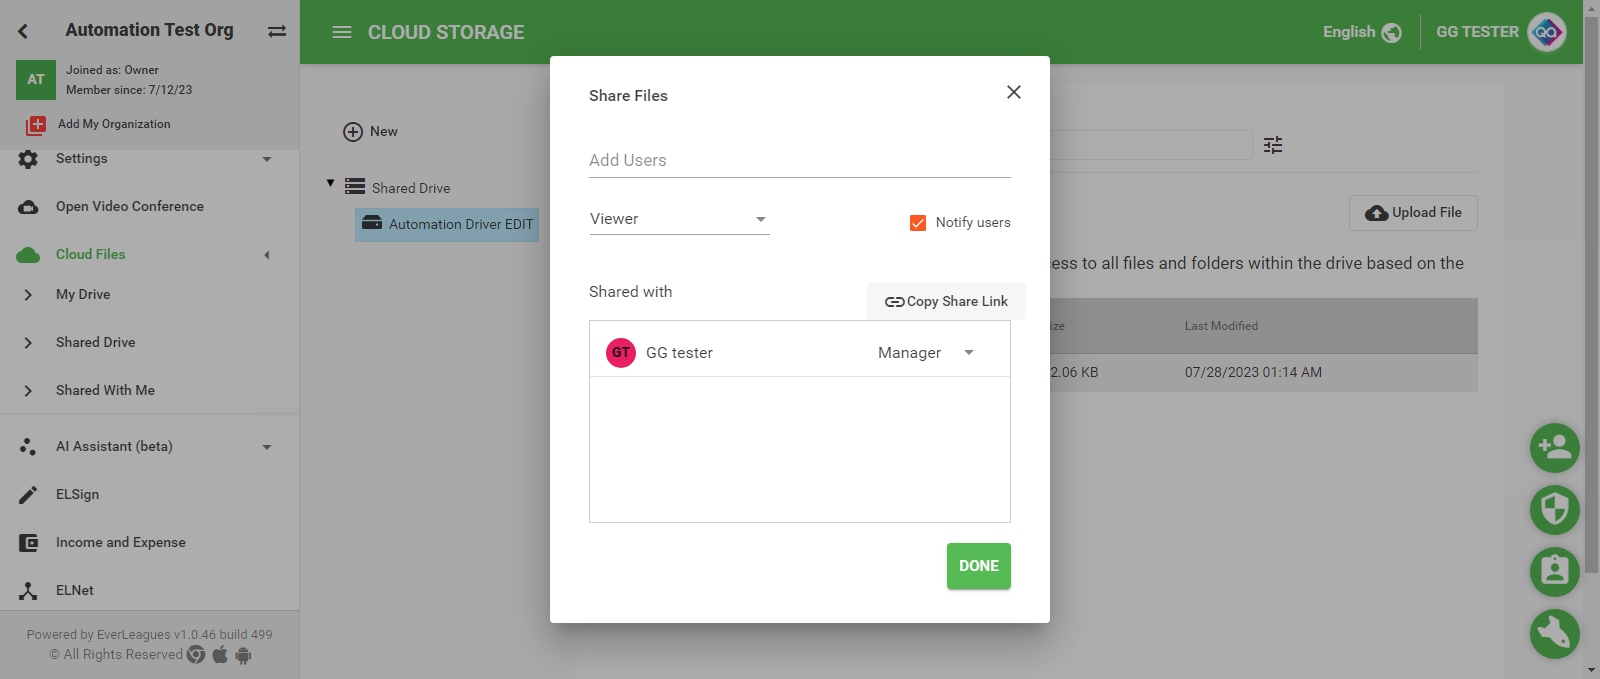 Automation Test Org
AT
Joined as: Owner
Member since: 7/12/23
Add My Organization
Settings
Open Video Conference
Cloud Files
My Drive
Shared Drive
Shared With Me
AI Assistant (beta)
ELSign
Income and Expense
ELNet
Powered by EverLeagues v1.0.46 build 499
© All Rights Reserved
CLOUD STORAGE
English
GG TESTER
QA
New
Shared Drive
Automation Driver EDIT
Upload File
ess to all files and folders within the drive based on the
ize
Last Modified
2.06 KB
07/28/2023 01:14 AM
Share Files
Add Users
Viewer
Notify users
Shared with
Copy Share Link
GT
GG tester
Manager
DONE